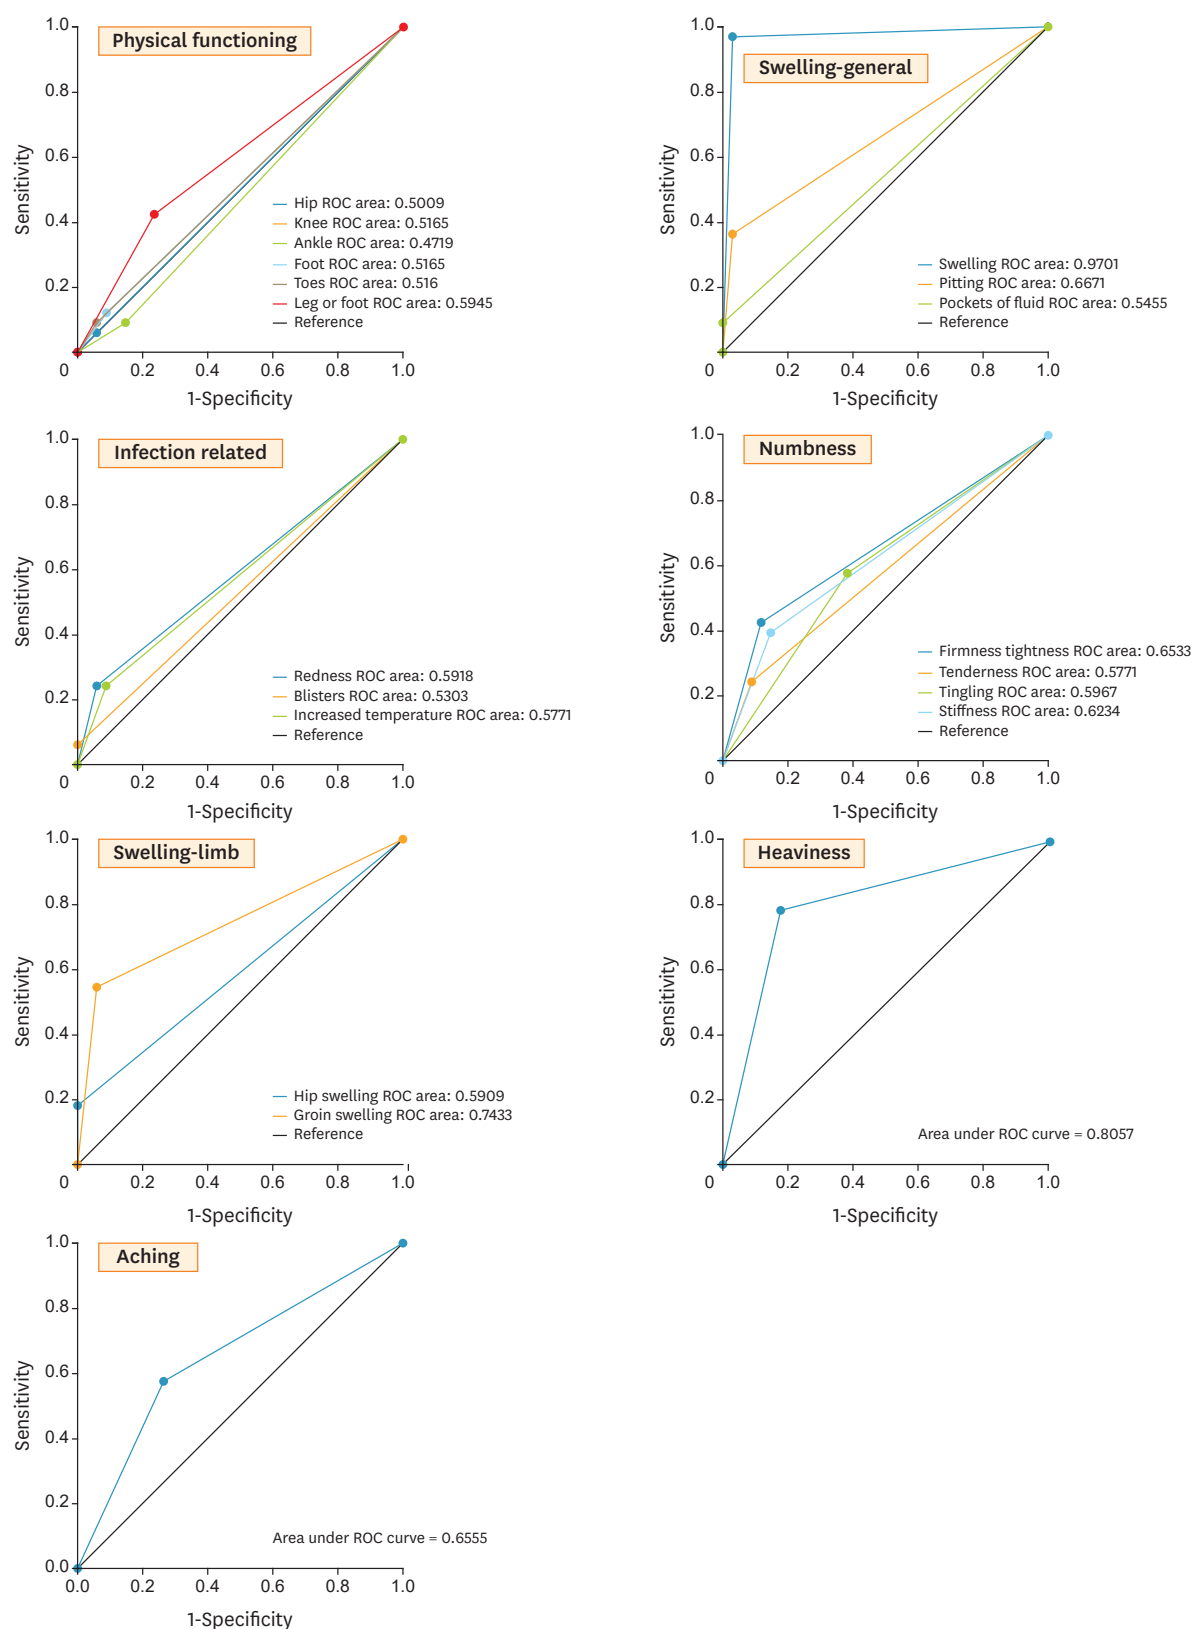 Physical functioning
1.0
0.8
0.6
0.4
0.2
0
0.2
0.4
0.6
0.8
1.0
Sensitivity
1-Specificity
Hip ROC area: 0.5009
Knee ROC area: 0.5165
Ankle ROC area: 0.4719
Foot ROC area: 0.5165
Toes ROC area: 0.516
Leg or foot ROC area: 0.5945
Reference
Swelling-general
1.0
0.8
0.6
0.4
0.2
0
0.2
0.4
0.6
0.8
1.0
Sensitivity
1-Specificity
Swelling ROC area: 0.9701
Pitting ROC area: 0.6671
Pockets of fluid ROC area: 0.5455
Reference
Infection related
1.0
0.8
0.6
0.4
0.2
0
0.2
0.4
0.6
0.8
1.0
Sensitivity
1-Specificity
Redness ROC area: 0.5918
Blisters ROC area: 0.5303
Increased temperature ROC area: 0.5771
Reference
Numbness
1.0
0.8
0.6
0.4
0.2
0
0.2
0.4
0.6
0.8
1.0
Sensitivity
1-Specificity
Firmness tightness ROC area: 0.6533
Tenderness ROC area: 0.5771
Tingling ROC area: 0.5967
Stiffness ROC area: 0.6234
Reference
Swelling-limb
1.0
0.8
0.6
0.4
0.2
0
0.2
0.4
0.6
0.8
1.0
Sensitivity
1-Specificity
Hip swelling ROC area: 0.5909
Groin swelling ROC area: 0.7433
Reference
Heaviness
1.0
0.8
0.6
0.4
0.2
0
0.2
0.4
0.6
0.8
1.0
Sensitivity
1-Specificity
Area under ROC curve = 0.8057
Aching
1.0
0.8
0.6
0.4
0.2
0.0
0.0
0.2
0.4
0.6
0.8
1.0
Sensitivity
1-Specificity
Area under ROC curve = 0.6555